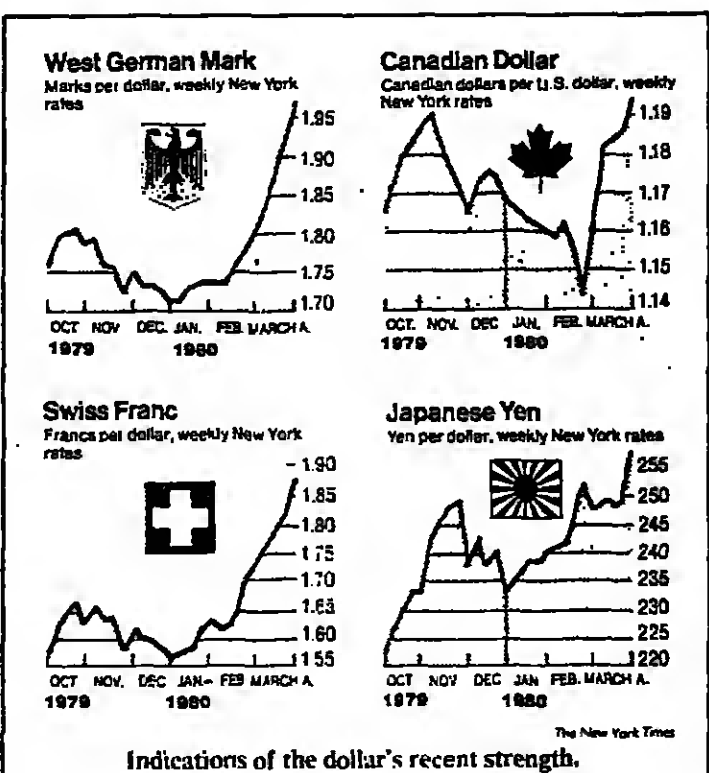 West German Mark
Marks per dollar, weekly New York
rates
1.95
1.90
1.85
1.80
1.75
1.70
OCT NOV DEC. JAN. FEB. MARCH A.
1979 1980
Canadian Dollar
Canadian dollars per U.S. dollar, weekly
New York rates
1.19
1.18
1.17
1.16
1.15
1.14
OCT. NOV. DEC JAN. FEB. MARCH A.
1979 1980
Swiss Franc
Francs per dollar, weekly New York
rates
1.90
1.85
1.80
1.75
1.70
1.65
1.60
1.55
OCT NOV. DEC JAN. FEB MARCH A.
1979 1980
Japanese Yen
Yen per dollar, weekly New York rates
255
250
245
240
235
230
225
220
OCT NOV DEC JAN FEB. MARCH A.
1979 1980
The New York Times
Indications of the dollar's recent strength.